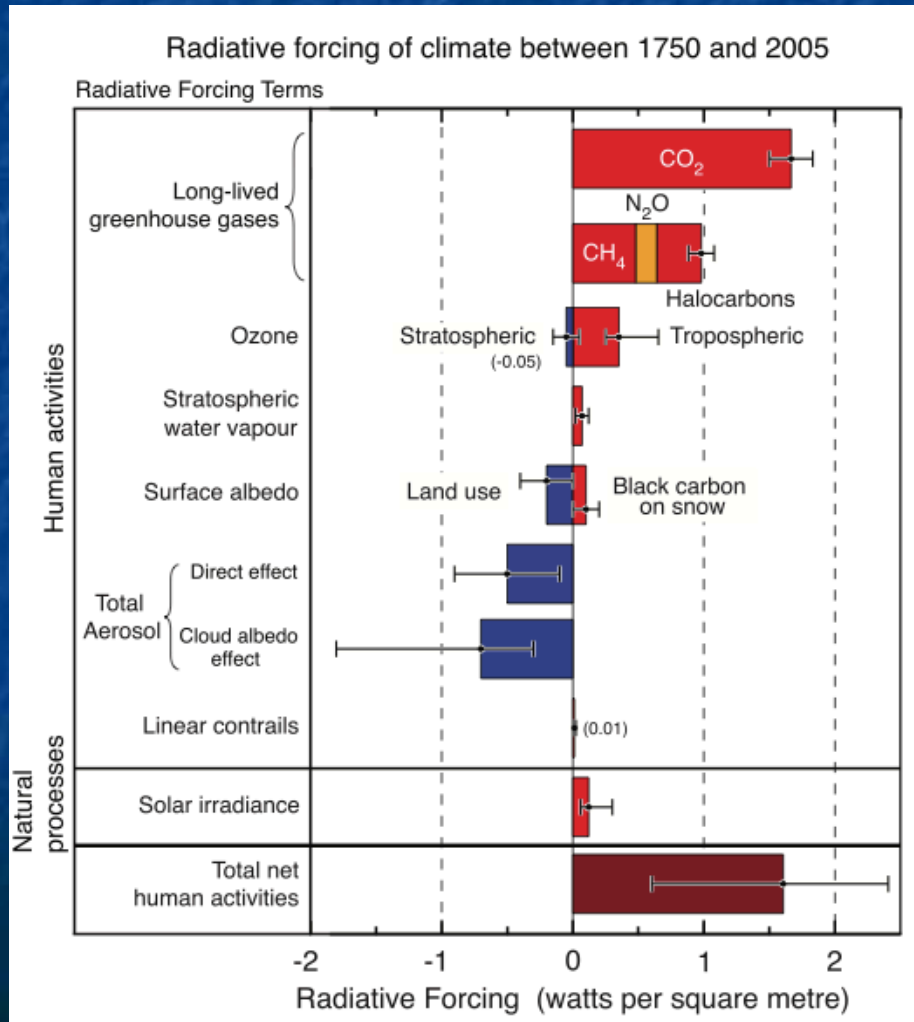 Radiative forcing of climate between 1750 and 2005
Radiative Forcing Terms
CO₂
Long-lived
greenhouse gases
N₂O
CH₄
Halocarbons
Ozone
Stratospheric
(-0.05)
Tropospheric
Stratospheric
water vapour
Human activities
Surface albedo
Land use
Black carbon
on snow
Total
Aerosol
Direct effect
Cloud albedo
effect
Linear contrails
(0.01)
Natural
processes
Solar irradiance
Total net
human activities
-2 -1 0 1 2
Radiative Forcing (watts per square metre)